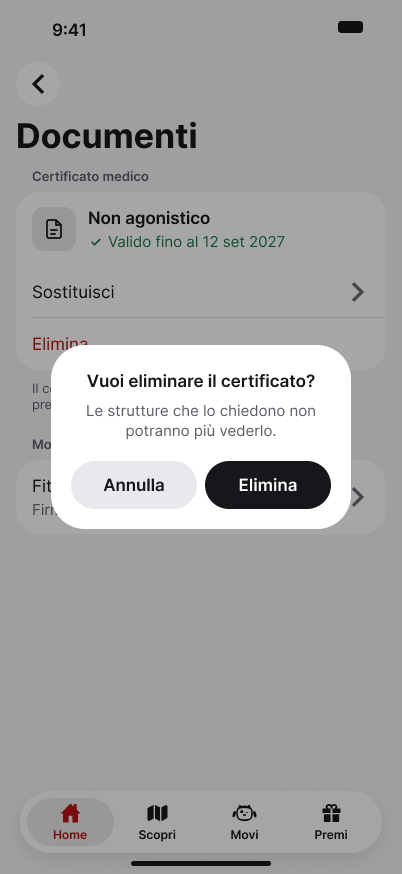 9:41
Documenti
Certificato medico
Non agonistico
Valido fino al 12 set 2027
Sostituisci
Elimina
Vuoi eliminare il certificato?
Le strutture che lo chiedono non
potranno più vederlo.
Annulla
Elimina
Home
Scopri
Movi
Premi